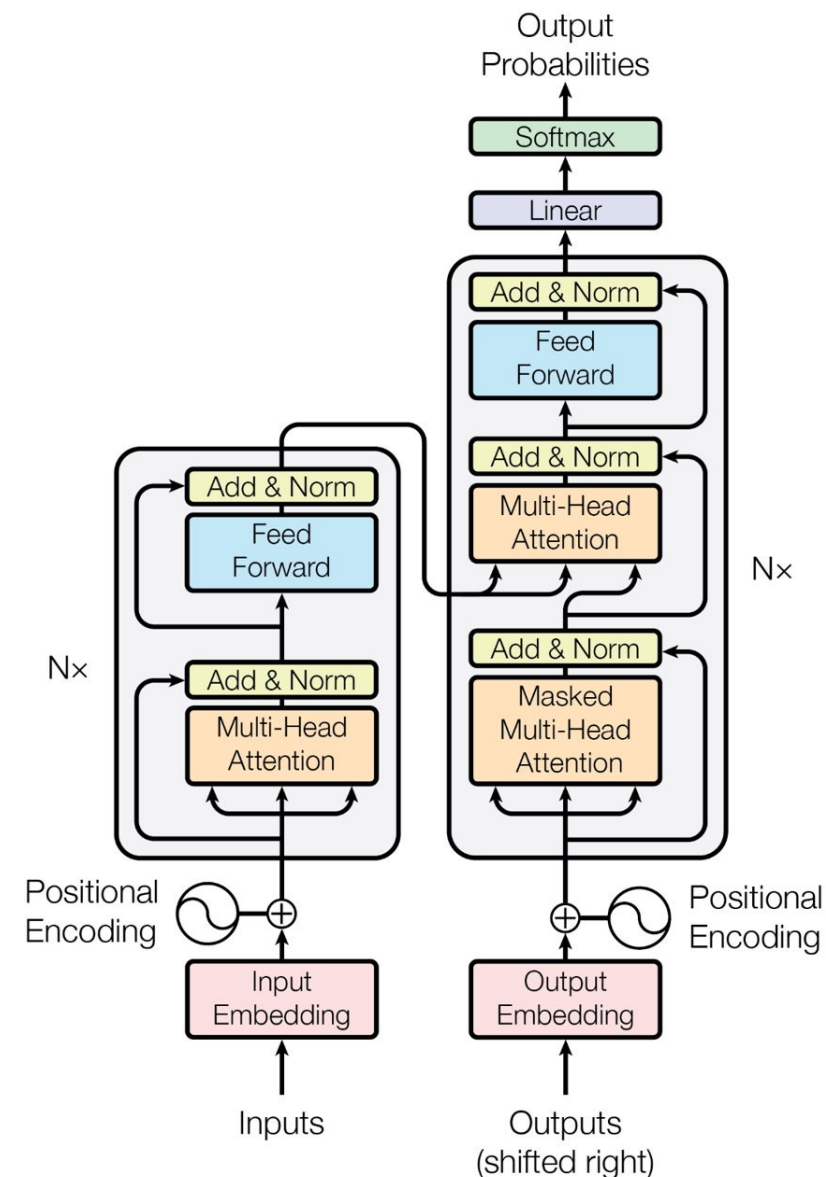 Output
Probabilities
Softmax
Linear
Add & Norm
Feed
Forward
Add & Norm
Multi-Head
Attention
N×
Add & Norm
Masked
Multi-Head
Attention
Add & Norm
Feed
Forward
N×
Add & Norm
Multi-Head
Attention
Positional
Encoding
Positional
Encoding
Input
Embedding
Output
Embedding
Inputs
Outputs
(shifted right)